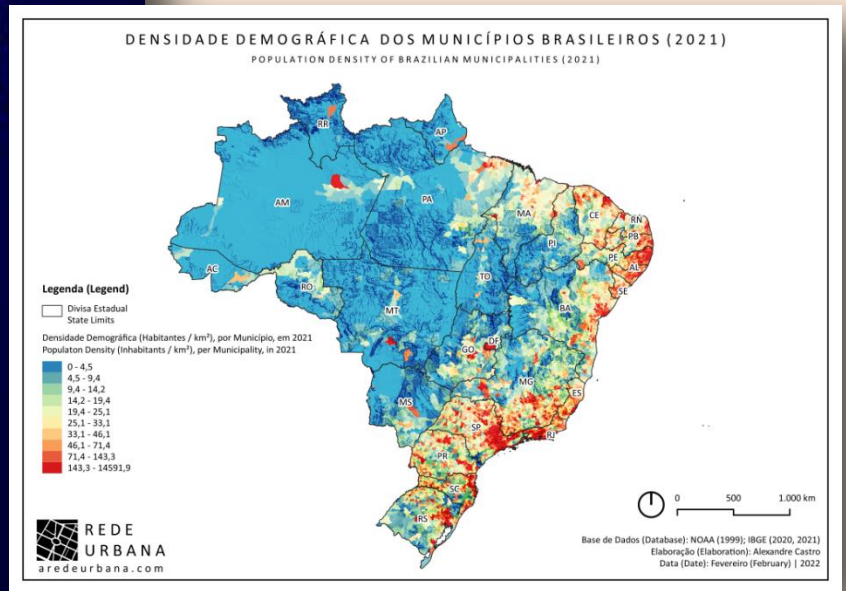 DENSIDADE DEMOGRÁFICA DOS MUNICÍPIOS BRASILEIROS (2021)
POPULATION DENSITY OF BRAZILIAN MUNICIPALITIES (2021)
RR
AP
AM
PA
MA
CE
RN
PB
PE
AL
SE
PI
AC
RO
TO
BA
MT
GO
DF
MG
ES
MS
SP
RJ
PR
SC
RS
Legenda (Legend)
Divisa Estadual
State Limits
Densidade Demográfica (Habitantes / km²), por Município, em 2021
Populaton Density (Inhabitants / km²), per Municipality, in 2021
0 - 4,5
4,5 - 9,4
9,4 - 14,2
14,2 - 19,4
19,4 - 25,1
25,1 - 33,1
33,1 - 46,1
46,1 - 71,4
71,4 - 143,3
143,3 - 14591,9
0 500 1.000 km
REDE
URBANA
aredeurbana.com
Base de Dados (Database): NOAA (1999); IBGE (2020, 2021)
Elaboração (Elaboration): Alexandre Castro
Data (Date): Fevereiro (February) | 2022